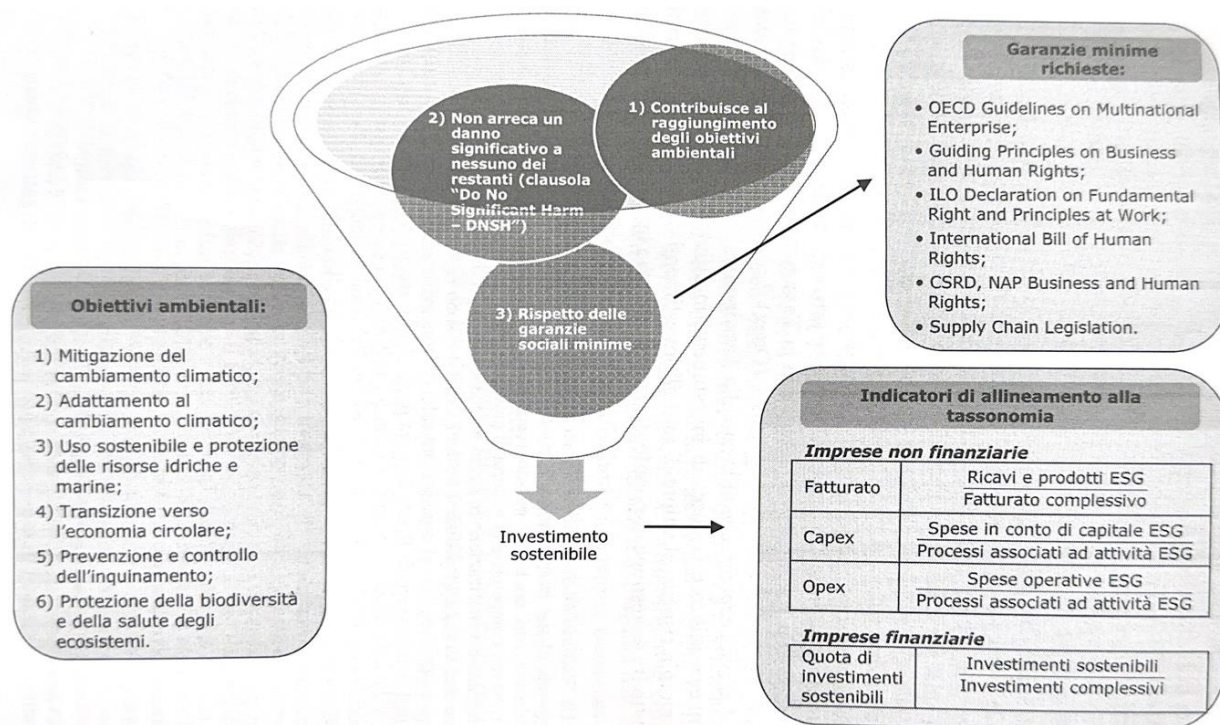 1) Contribuisce al
raggiungimento
degli obiettivi
ambientali
2) Non arreca un
danno
significativo a
nessuno dei
restanti (clausola
“Do No
Significant Harm
– DNSH”)
3) Rispetto delle
garanzie
sociali minime
Investimento
sostenibile
Obiettivi ambientali:
1) Mitigazione del
cambiamento climatico;
2) Adattamento al
cambiamento climatico;
3) Uso sostenibile e protezione
delle risorse idriche e
marine;
4) Transizione verso
l'economia circolare;
5) Prevenzione e controllo
dell'inquinamento;
6) Protezione della biodiversità
e della salute degli
ecosistemi.
Garanzie minime
richieste:
• OECD Guidelines on Multinational
Enterprise;
• Guiding Principles on Business
and Human Rights;
• ILO Declaration on Fundamental
Right and Principles at Work;
• International Bill of Human
Rights;
• CSRD, NAP Business and Human
Rights;
• Supply Chain Legislation.
Indicatori di allineamento alla
tassonomia
Imprese non finanziarie
Fatturato
Ricavi e prodotti ESG
Fatturato complessivo
Capex
Spese in conto di capitale ESG
Processi associati ad attività ESG
Opex
Spese operative ESG
Processi associati ad attività ESG
Imprese finanziarie
Quota di
investimenti
sostenibili
Investimenti sostenibili
Investimenti complessivi